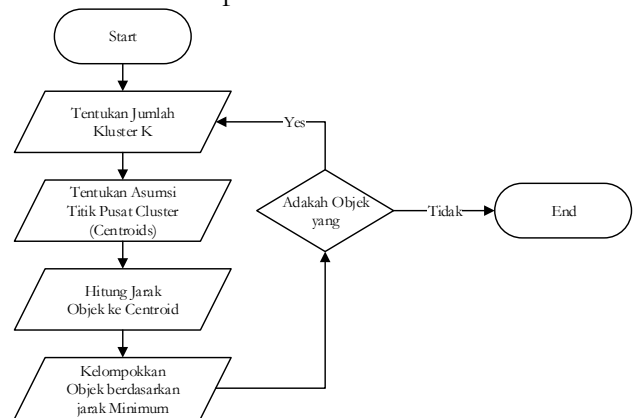 Start
Tentukan Jumlah
Kluster K
Tentukan Asumsi
Titik Pusat Cluster
(Centroids)
Hitung Jarak
Objek ke Centroid
Kelompokkan
Objek berdasarkan
jarak Minimum
Yes
Adakah Objek
yang
Tidak
End